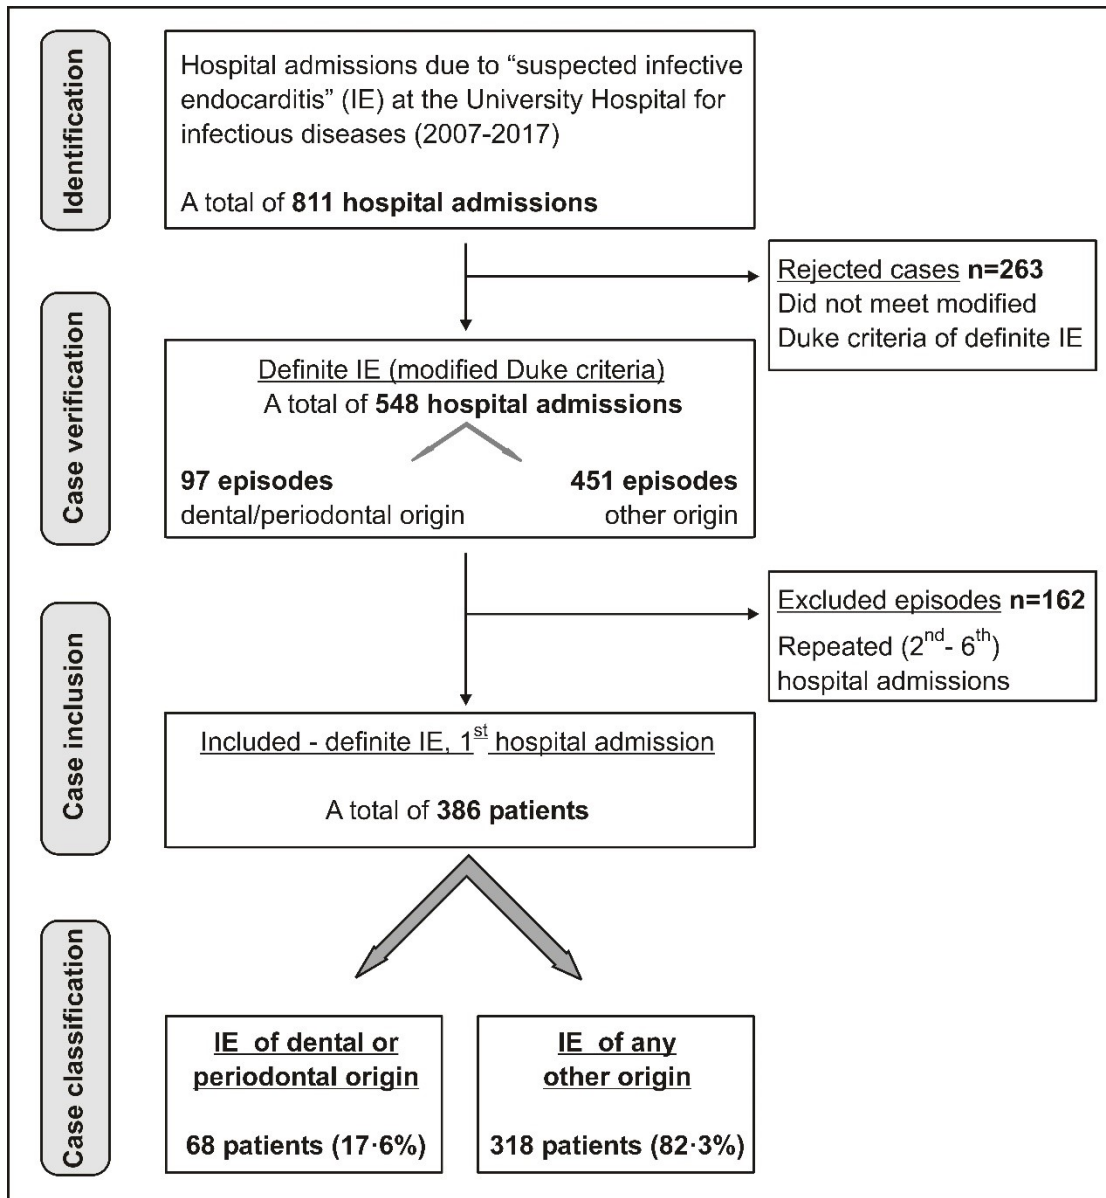 Identification
Hospital admissions due to “suspected infective
endocarditis” (IE) at the University Hospital for
infectious diseases (2007-2017)
A total of 811 hospital admissions
Rejected cases n=263
Did not meet modified
Duke criteria of definite IE
Case verification
Definite IE (modified Duke criteria)
A total of 548 hospital admissions
97 episodes
dental/periodontal origin
451 episodes
other origin
Excluded episodes n=162
Repeated (2nd- 6th)
hospital admissions
Case inclusion
Included - definite IE, 1st hospital admission
A total of 386 patients
Case classification
IE of dental or
periodontal origin
68 patients (17·6%)
IE of any
other origin
318 patients (82·3%)